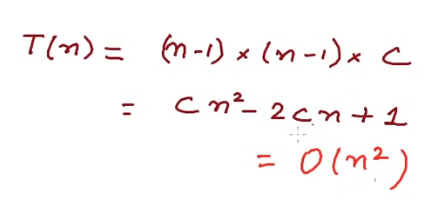 T(n) = (n-1) × (n-1) × C
= Cn² - 2cn + 1
= O(n²)